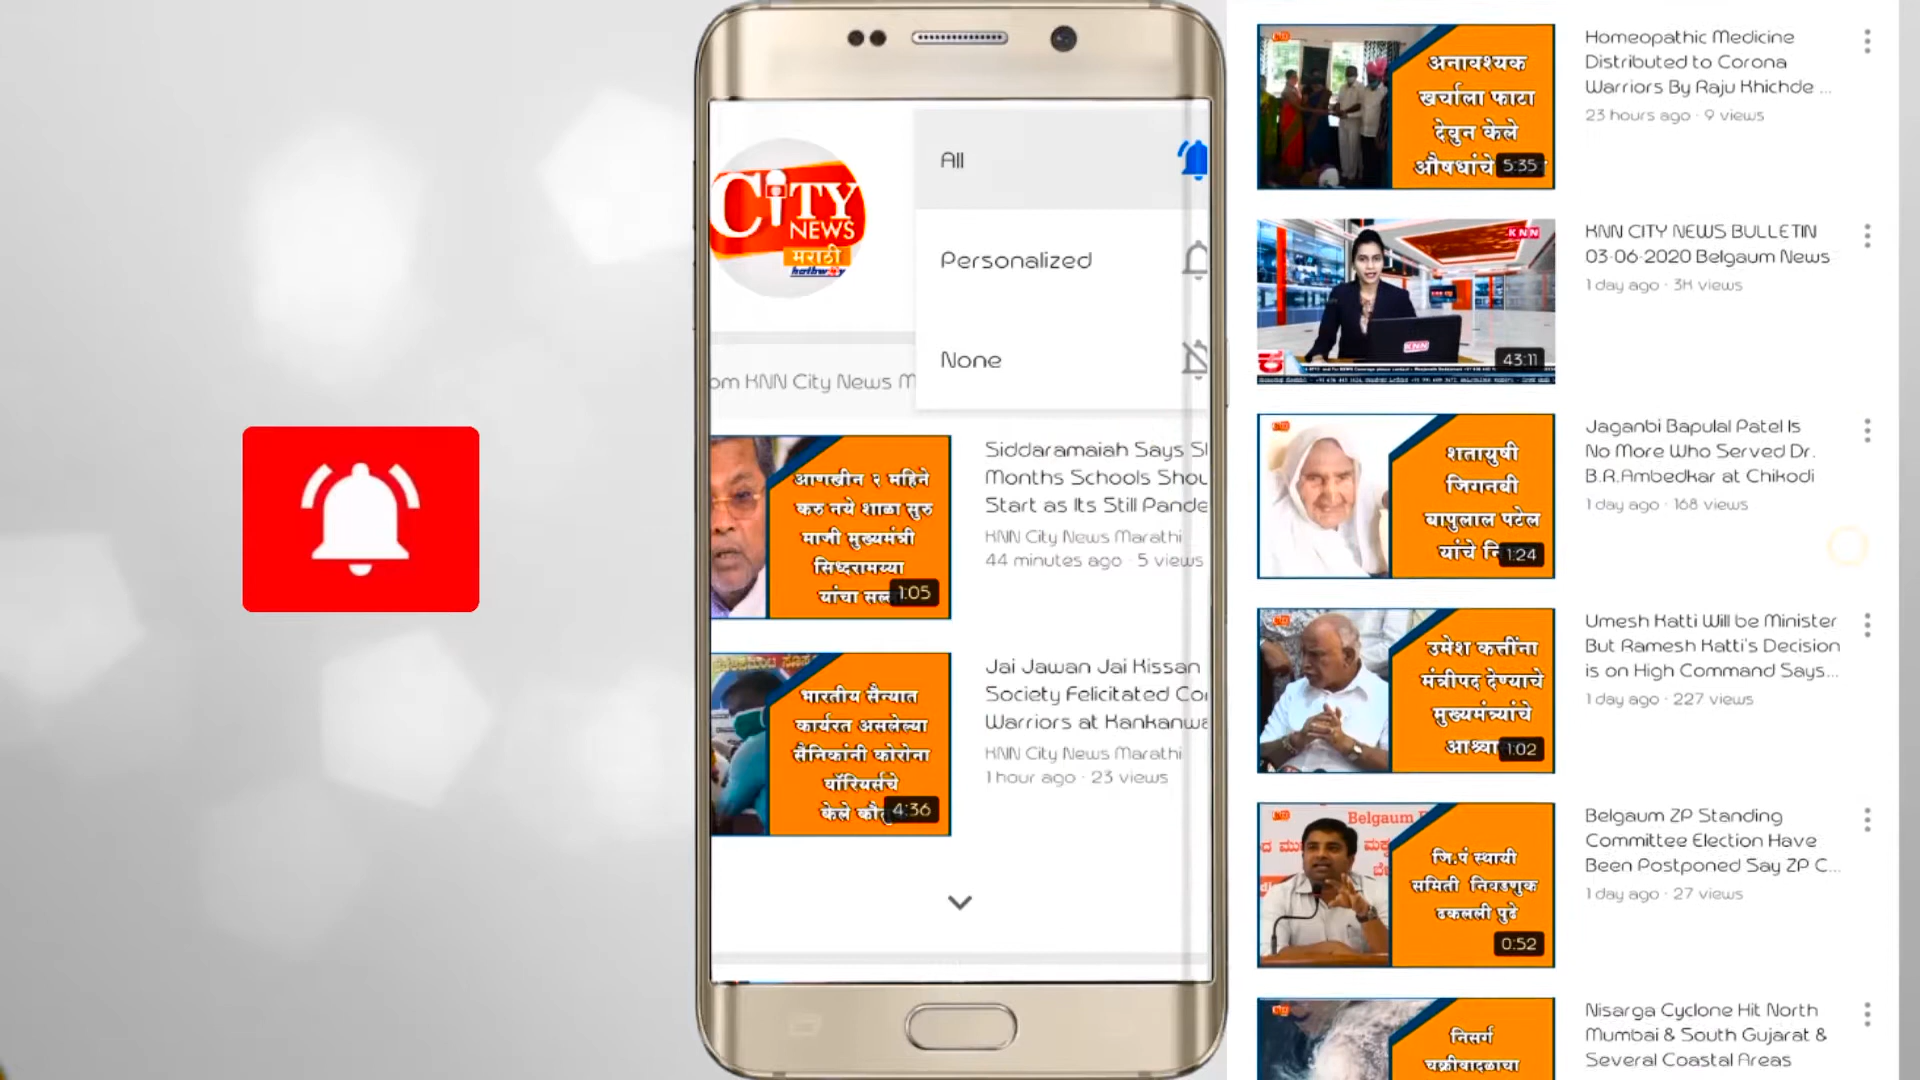 CiTY
NEWS
मराठी
hathway
All
Personalized
None
om KNN City News M
आणखीन २ महिने
करु नये शाळा सुरु
माजी मुख्यमंत्री
सिध्दरामय्या
यांचा
1:05
Siddaramaiah Says
Months Schools Shou
Start as Its Still Pande
KNN City News Marathi
44 minutes ago · 5 views
भारतीय सैन्यात
कार्यरत असलेल्या
सैनिकांनी कोरोना
वॉरियर्सचे
केले
4:36
Jai Jawan Jai Kissan
Society Felicitated Co
Warriors at Kankanwa
KNN City News Marathi
1 hour ago · 23 views
अनावश्यक
खर्चाला फाटा
देवुन केले
औषधांचे
5:35
Homeopathic Medicine
Distributed to Corona
Warriors By Raju Khichde ...
23 hours ago · 9 views
KNN
KNN
43:11
KNN CITY NEWS BULLETIN
03-06-2020 Belgaum News
1 day ago · 3K views
शतायुषी
जिगनबी
बापुलाल पटेल
यांचे
1:24
Jaganbi Bapulal Patel Is
No More Who Served Dr.
B.R.Ambedkar at Chikodi
1 day ago · 168 views
उमेश कत्तींना
मंत्रीपद देण्याचे
मुख्यमंत्र्यांचे
1:02
Umesh Katti Will be Minister
But Ramesh Katti's Decision
is on High Command Says...
1 day ago · 227 views
Belgaum
जि.पं स्थायी
समिती निवडणुक
ढकलली पुढे
0:52
Belgaum ZP Standing
Committee Election Have
Been Postponed Say ZP C...
1 day ago · 27 views
निसर्ग
चक्रीवादळाचा
Nisarga Cyclone Hit North
Mumbai & South Gujarat &
Several Coastal Areas